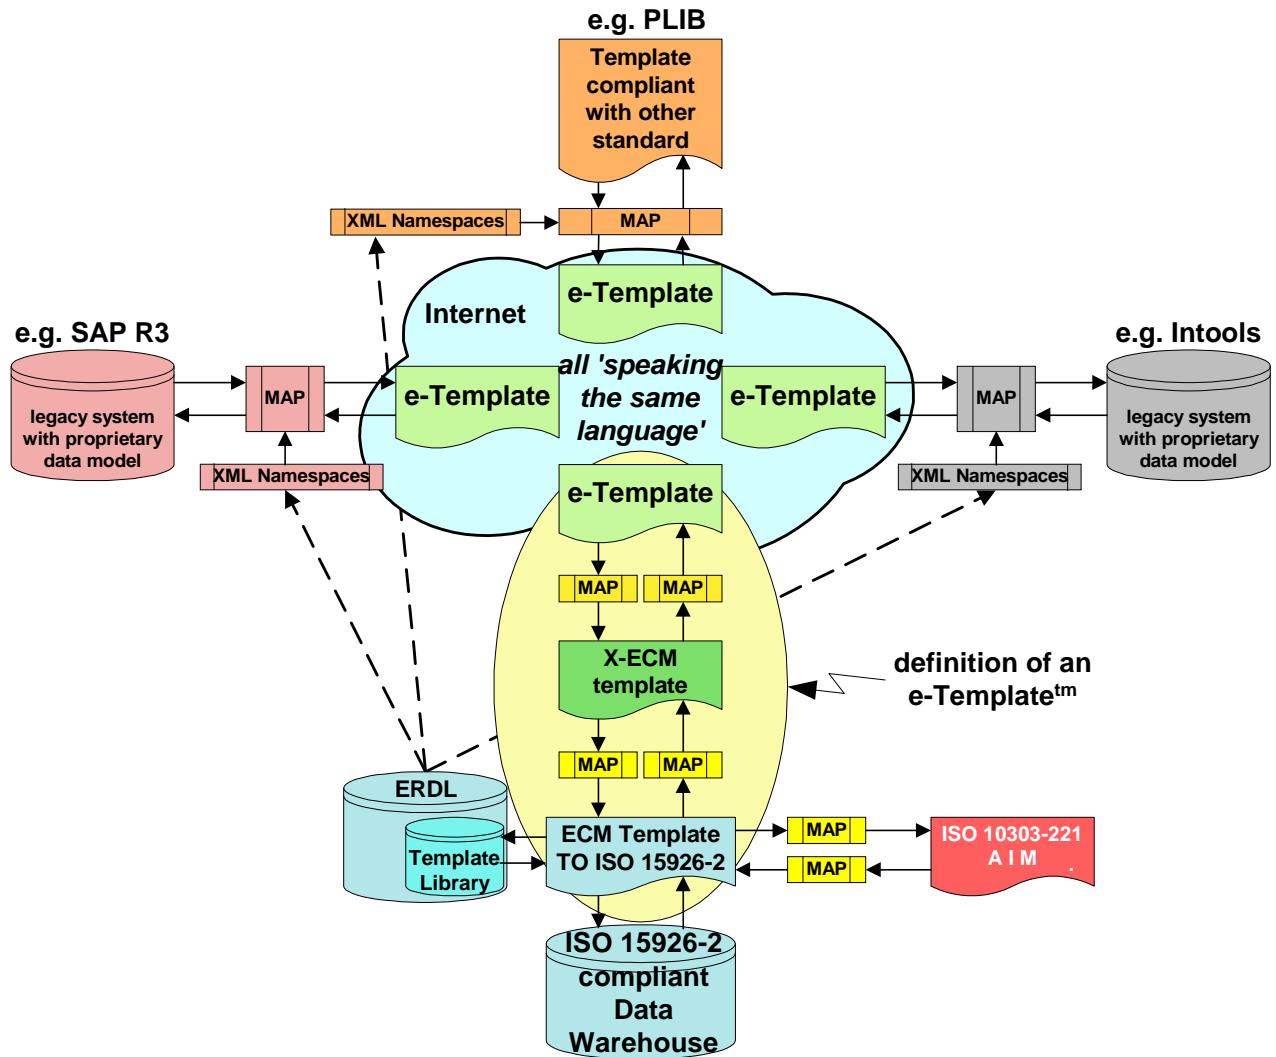 e.g. PLIB
Template
compliant
with other
standard
XML Namespaces
MAP
e-Template
Internet
e.g. SAP R3
e.g. Intools
all 'speaking
the same
language'
legacy system
with proprietary
data model
MAP
e-Template
e-Template
MAP
legacy system
with proprietary
data model
XML Namespaces
XML Namespaces
e-Template
MAP
MAP
X-ECM
template
definition of an
e-Template™
MAP
MAP
ERDL
Template
Library
ECM Template
TO ISO 15926-2
MAP
MAP
ISO 10303-221
A I M
.
ISO 15926-2
compliant
Data
Warehouse